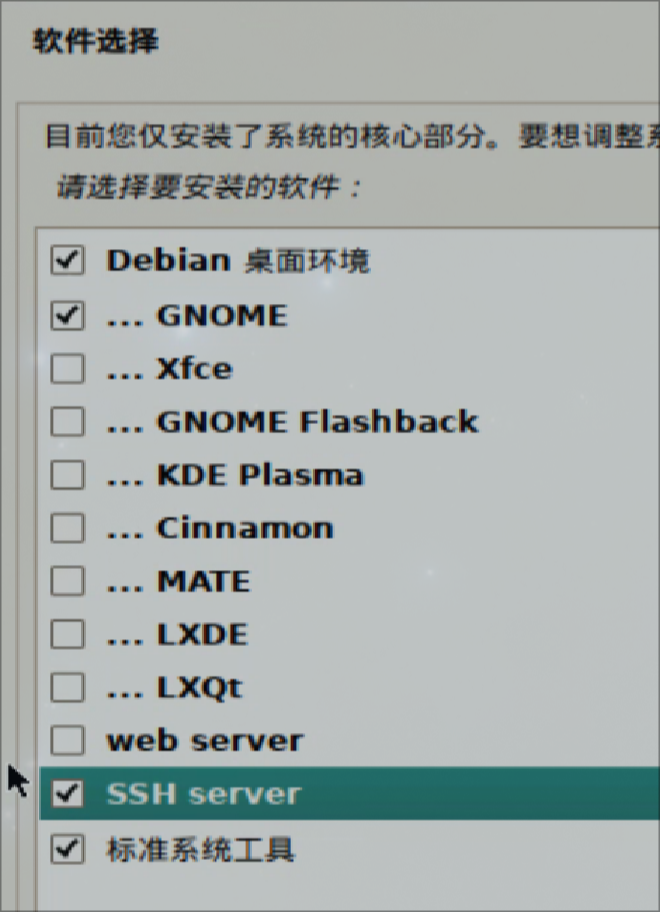 软件选择
目前您仅安装了系统的核心部分。要想调整
请选择要安装的软件：
Debian 桌面环境
... GNOME
... Xfce
... GNOME Flashback
... KDE Plasma
... Cinnamon
... MATE
... LXDE
... LXQt
web server
SSH server
标准系统工具